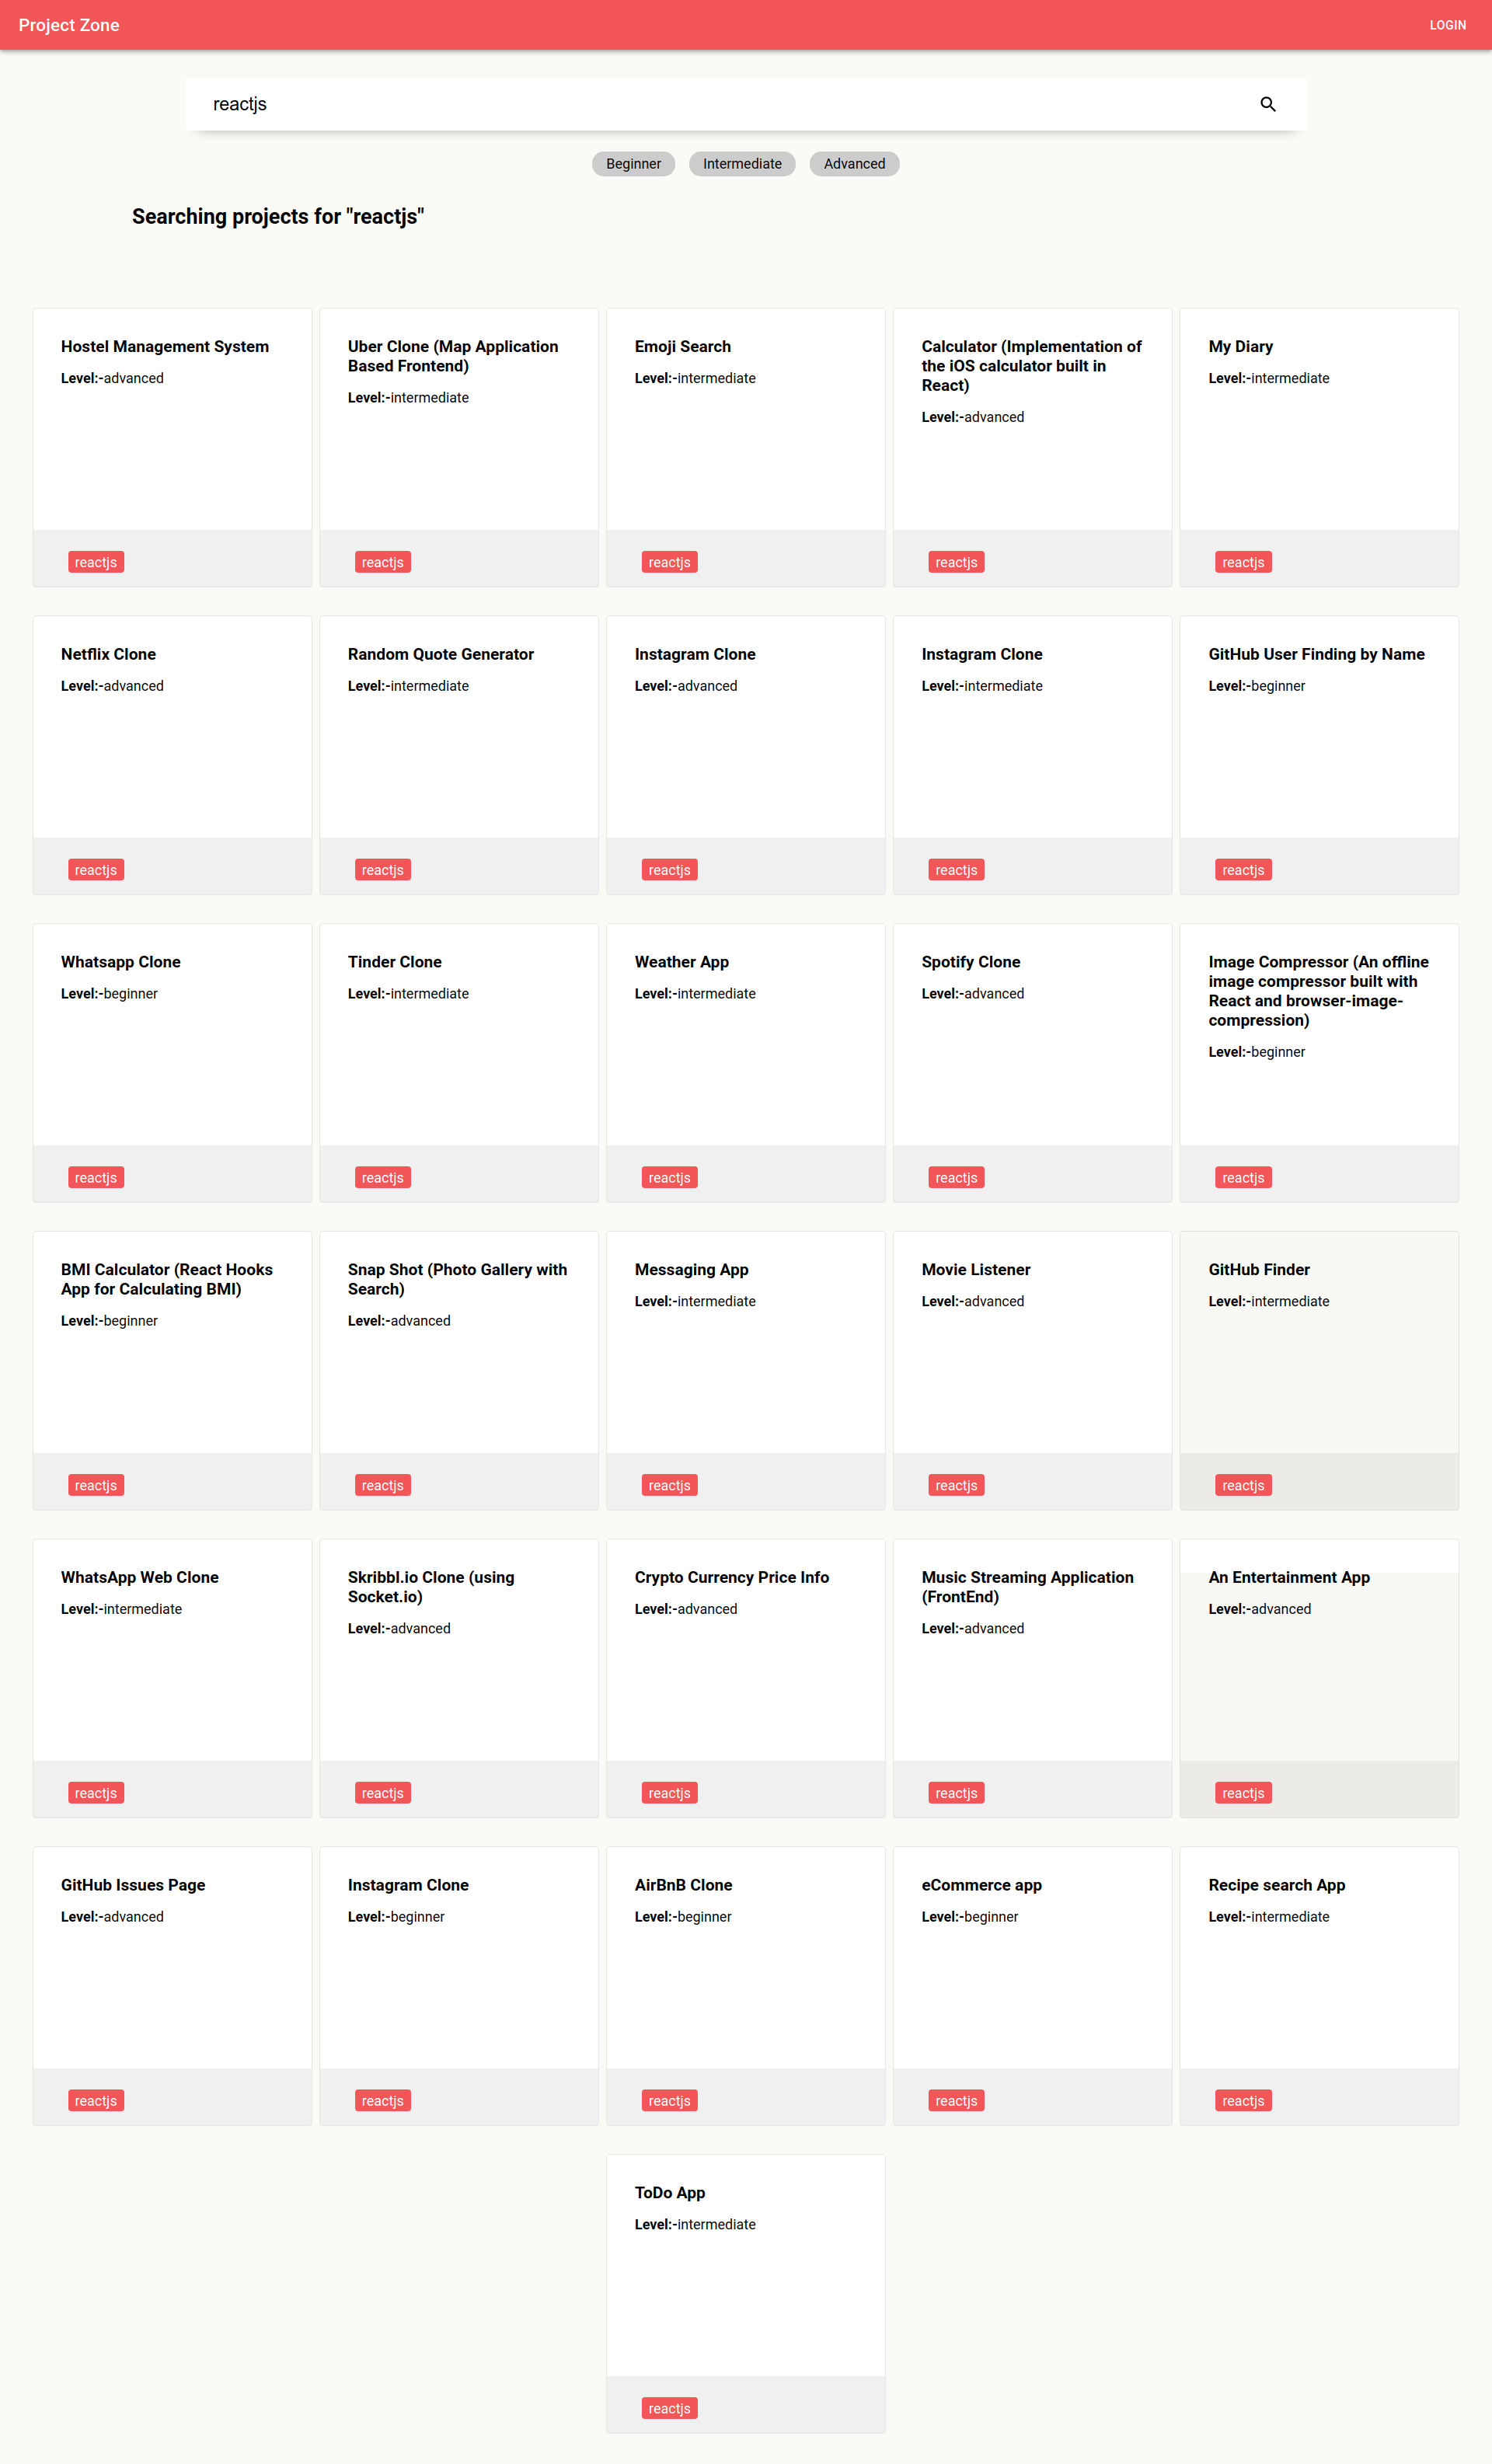 Project Zone
LOGIN
reactjs
Beginner
Intermediate
Advanced
Searching projects for "reactjs"
Hostel Management System
Level:-advanced
reactjs
Uber Clone (Map Application
Based Frontend)
Level:-intermediate
reactjs
Emoji Search
Level:-intermediate
reactjs
Calculator (Implementation of
the iOS calculator built in
React)
Level:-advanced
reactjs
My Diary
Level:-intermediate
reactjs
Netflix Clone
Level:-advanced
reactjs
Random Quote Generator
Level:-intermediate
reactjs
Instagram Clone
Level:-advanced
reactjs
Instagram Clone
Level:-intermediate
reactjs
GitHub User Finding by Name
Level:-beginner
reactjs
Whatsapp Clone
Level:-beginner
reactjs
Tinder Clone
Level:-intermediate
reactjs
Weather App
Level:-intermediate
reactjs
Spotify Clone
Level:-advanced
reactjs
Image Compressor (An offline
image compressor built with
React and browser-image-
compression)
Level:-beginner
reactjs
BMI Calculator (React Hooks
App for Calculating BMI)
Level:-beginner
reactjs
Snap Shot (Photo Gallery with
Search)
Level:-advanced
reactjs
Messaging App
Level:-intermediate
reactjs
Movie Listener
Level:-advanced
reactjs
GitHub Finder
Level:-intermediate
reactjs
WhatsApp Web Clone
Level:-intermediate
reactjs
Skribbl.io Clone (using
Socket.io)
Level:-advanced
reactjs
Crypto Currency Price Info
Level:-advanced
reactjs
Music Streaming Application
(FrontEnd)
Level:-advanced
reactjs
An Entertainment App
Level:-advanced
reactjs
GitHub Issues Page
Level:-advanced
reactjs
Instagram Clone
Level:-beginner
reactjs
AirBnB Clone
Level:-beginner
reactjs
eCommerce app
Level:-beginner
reactjs
Recipe search App
Level:-intermediate
reactjs
ToDo App
Level:-intermediate
reactjs